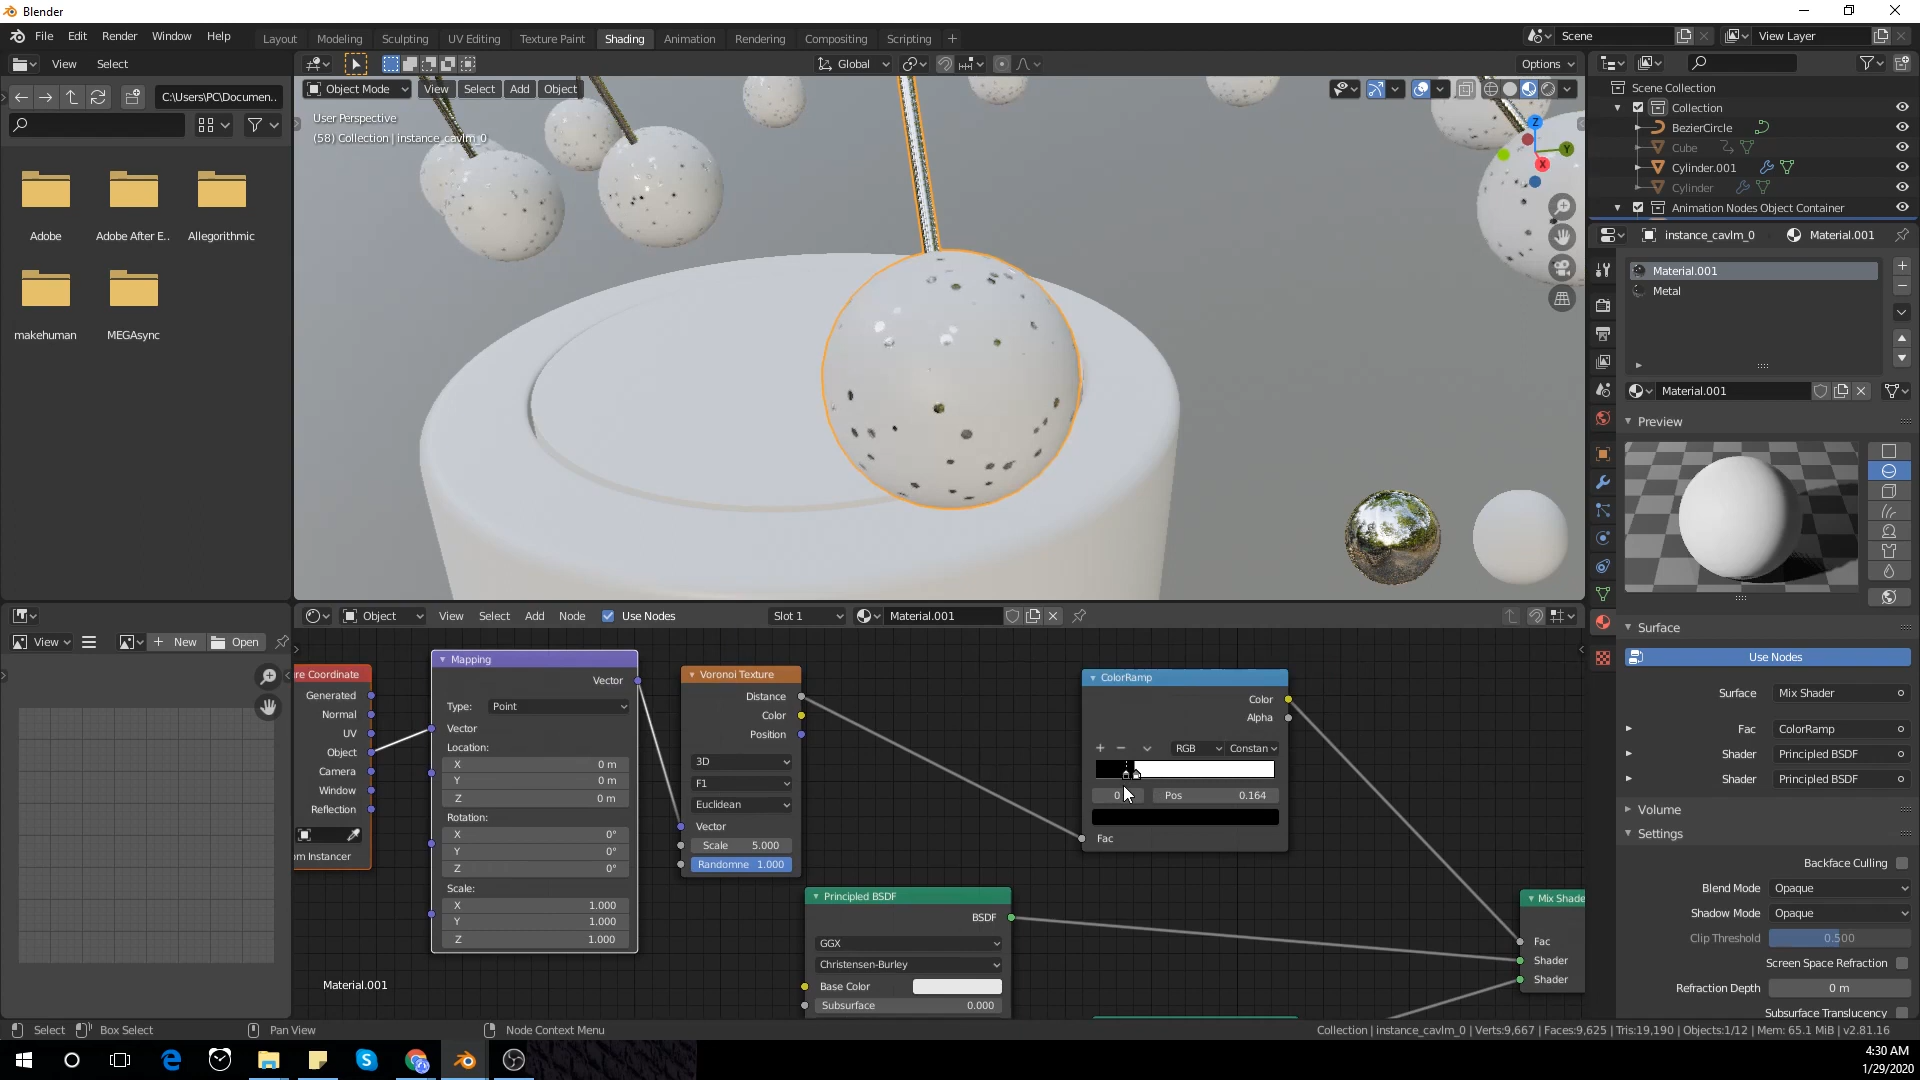 Blender
File Edit Render Window Help
Layout Modeling Sculpting UV Editing Texture Paint Shading Animation Rendering Compositing Scripting +
Scene View Layer
View Select
Global Options
C:\Users\PC\Documen..
Object Mode View Select Add Object
User Perspective
(58) Collection | instance_cavlm_0
Z
Y
X
Adobe Adobe After E.. Allegorithmic
makehuman MEGAsync
Scene Collection
Collection
BezierCircle
Cube
Cylinder.001
Cylinder
Animation Nodes Object Container
instance_cavlm_0 Material.001
Material.001
Metal
Material.001
Preview
Surface
Use Nodes
Surface Mix Shader
Fac ColorRamp
Shader Principled BSDF
Shader Principled BSDF
Volume
Settings
Backface Culling
Blend Mode Opaque
Shadow Mode Opaque
Clip Threshold 0.500
Screen Space Refraction
Refraction Depth 0 m
Subsurface Translucency
View New Open
Object View Select Add Node Use Nodes Slot 1 Material.001
re Coordinate
Generated
Normal
UV
Object
Camera
Window
Reflection
om Instancer
Mapping
Vector
Type: Point
Vector
Location:
X 0 m
Y 0 m
Z 0 m
Rotation:
X 0°
Y 0°
Z 0°
Scale:
X 1.000
Y 1.000
Z 1.000
Voronoi Texture
Distance
Color
Position
3D
F1
Euclidean
Vector
Scale 5.000
Randomne 1.000
ColorRamp
Color
Alpha
+ − RGB Constan
0 Pos 0.164
Fac
Principled BSDF
BSDF
GGX
Christensen-Burley
Base Color
Subsurface 0.000
Mix Shade
Fac
Shader
Shader
Material.001
Select Box Select Pan View Node Context Menu
Collection | instance_cavlm_0 | Verts:9,667 | Faces:9,625 | Tris:19,190 | Objects:1/12 | Mem: 65.1 MiB | v2.81.16
4:30 AM
1/29/2020